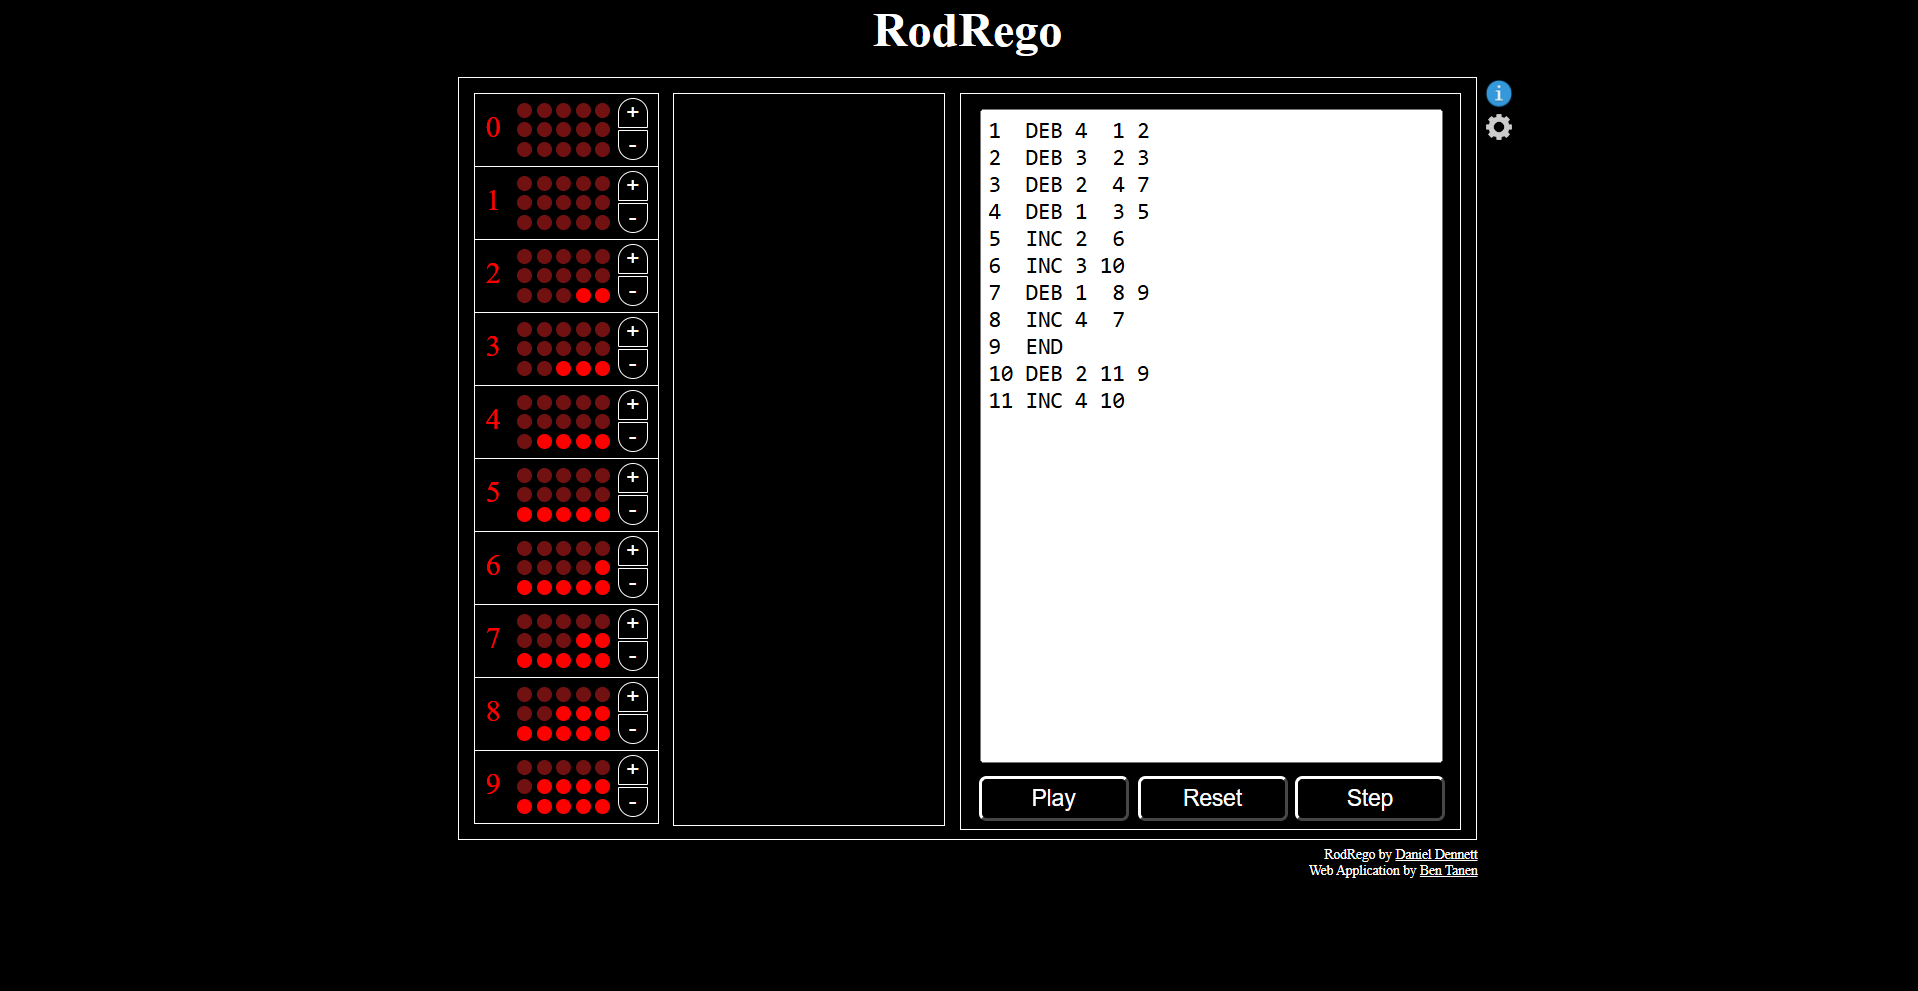 RodRego
0 + -
1 + -
2 + -
3 + -
4 + -
5 + -
6 + -
7 + -
8 + -
9 + -
i
1 DEB 4 1 2
2 DEB 3 2 3
3 DEB 2 4 7
4 DEB 1 3 5
5 INC 2 6
6 INC 3 10
7 DEB 1 8 9
8 INC 4 7
9 END
10 DEB 2 11 9
11 INC 4 10
Play Reset Step
RodRego by Daniel Dennett
Web Application by Ben Tanen